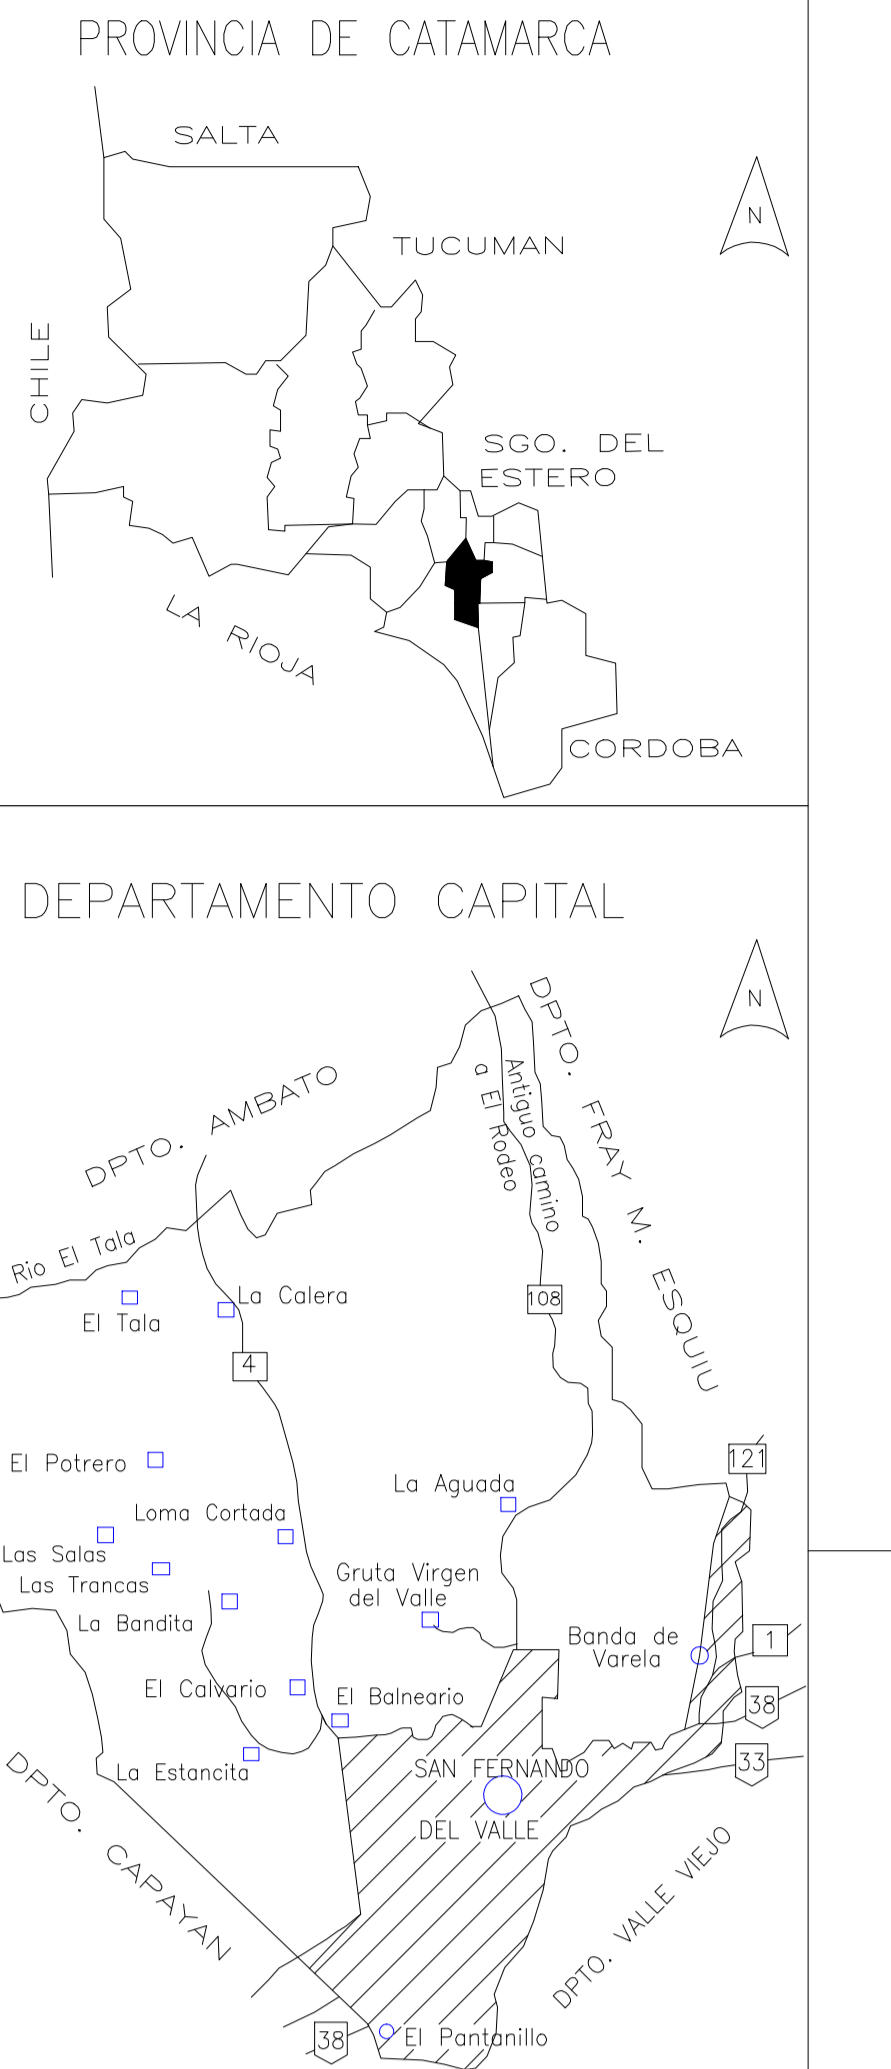 PROVINCIA DE CATAMARCA
SALTA
N
TUCUMAN
CHILE
SGO. DEL
ESTERO
LA RIOJA
CORDOBA
DEPARTAMENTO CAPITAL
N
DPTO. FRAY M. ESQUIU
DPTO. AMBATO
Antiguo camino
a El Rodeo
Rio El Tala
La Calera
El Tala
108
4
121
El Potrero
La Aguada
Loma Cortada
Las Salas
Las Trancas
Gruta Virgen
del Valle
La Bandita
Banda de
Varela
1
El Calvario
El Balneario
38
La Estancita
33
SAN FERNANDO
DEL VALLE
DPTO. CAPAYAN
DPTO. VALLE VIEJO
38
El Pantanillo